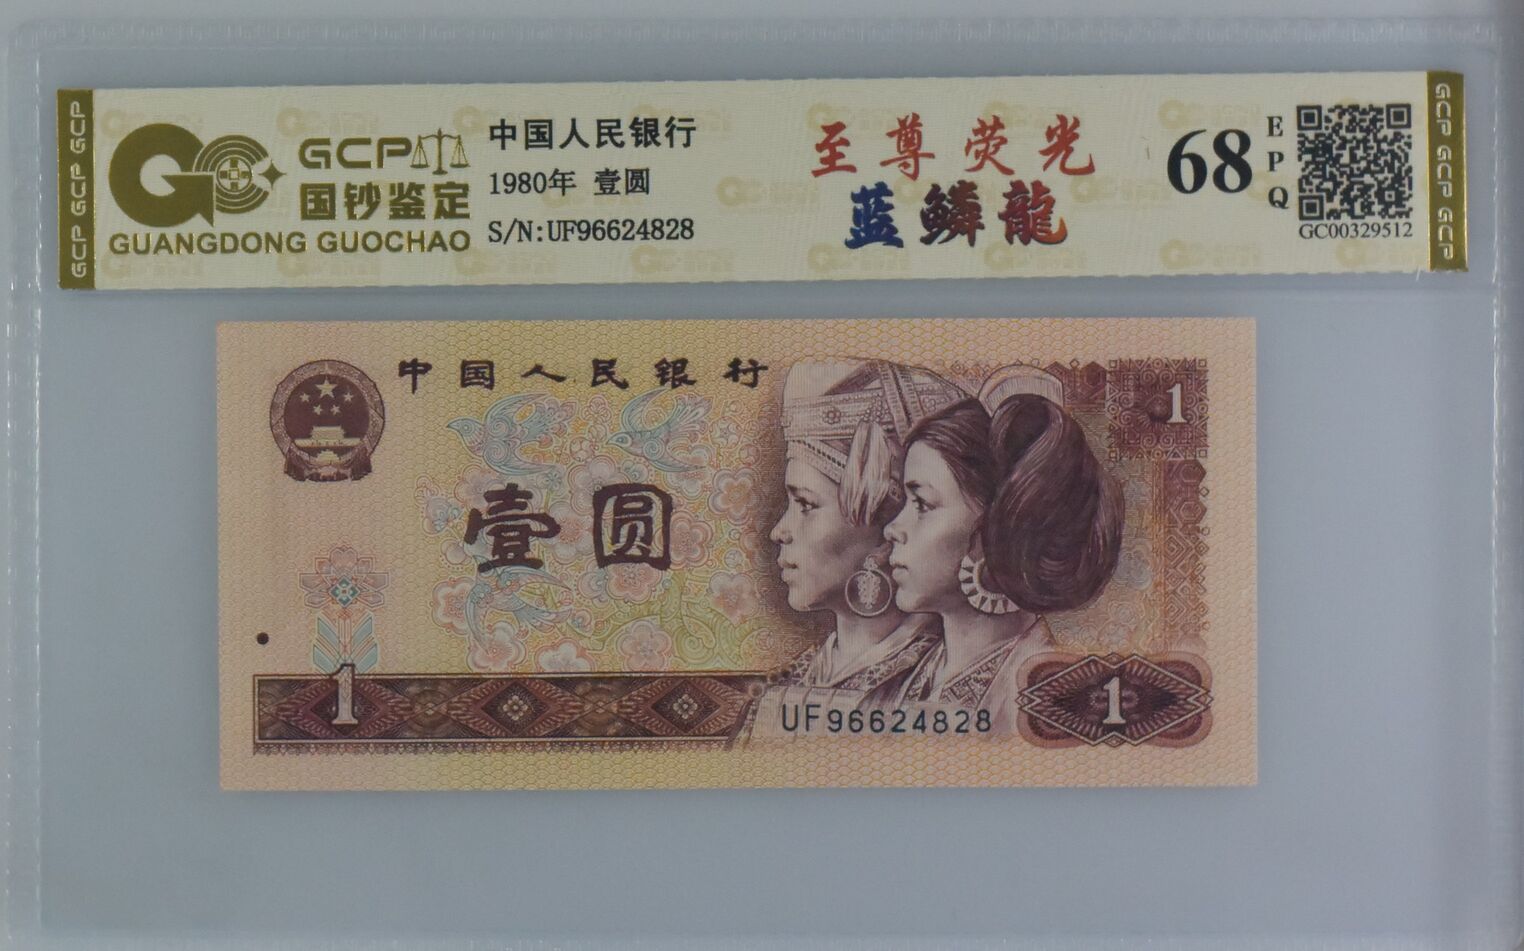 GCP GCP GCP
GCP
国钞鉴定
GUANGDONG GUOCHAO
中国人民银行
1980年 壹圆
S/N:UF96624828
至尊荧光
蓝鳞龍
68
EPQ
GC00329512
GCP GCP GCP
中国人民银行
1
壹圆
1
UF96624828
1